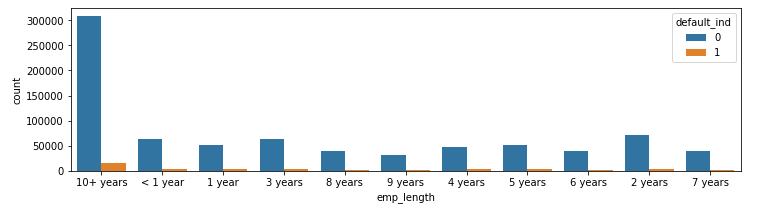 default_ind
0
1
300000
250000
200000
150000
100000
50000
0
count
10+ years
< 1 year
1 year
3 years
8 years
9 years
4 years
5 years
6 years
2 years
7 years
emp_length